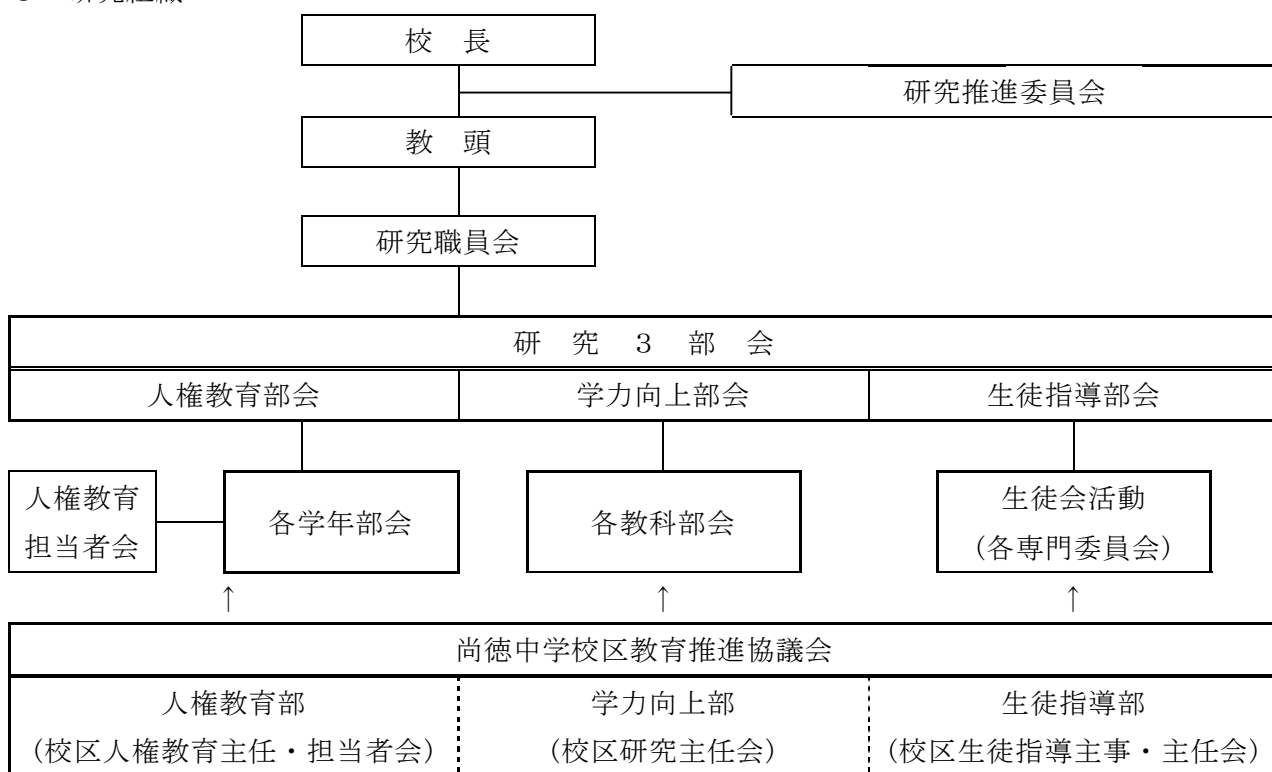 校　長
研究推進委員会
教　頭
研究職員会
研　究　３　部　会
人権教育部会　学力向上部会　生徒指導部会
人権教育
担当者会
各学年部会
各教科部会
生徒会活動
（各専門委員会）
↑　↑　↑
尚徳中学校区教育推進協議会
人権教育部　学力向上部　生徒指導部
（校区人権教育主任・担当者会）　（校区研究主任会）　（校区生徒指導主事・主任会）